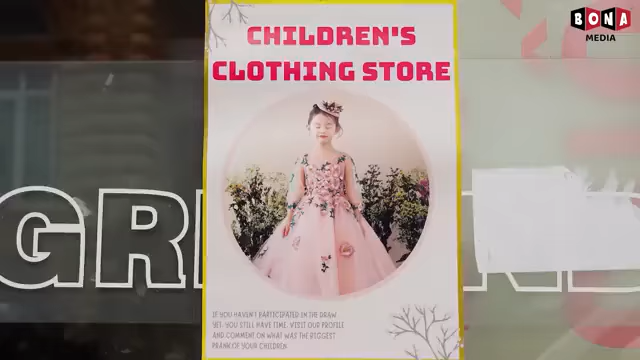 BONA
MEDIA
CHILDREN'S
CLOTHING STORE
GR
ND
IF YOU HAVEN'T PARTICIPATED IN THE DRAW
YET, YOU STILL HAVE TIME. VISIT OUR PROFILE
AND COMMENT ON WHAT WAS THE BIGGEST
PRANK OF YOUR CHILDREN